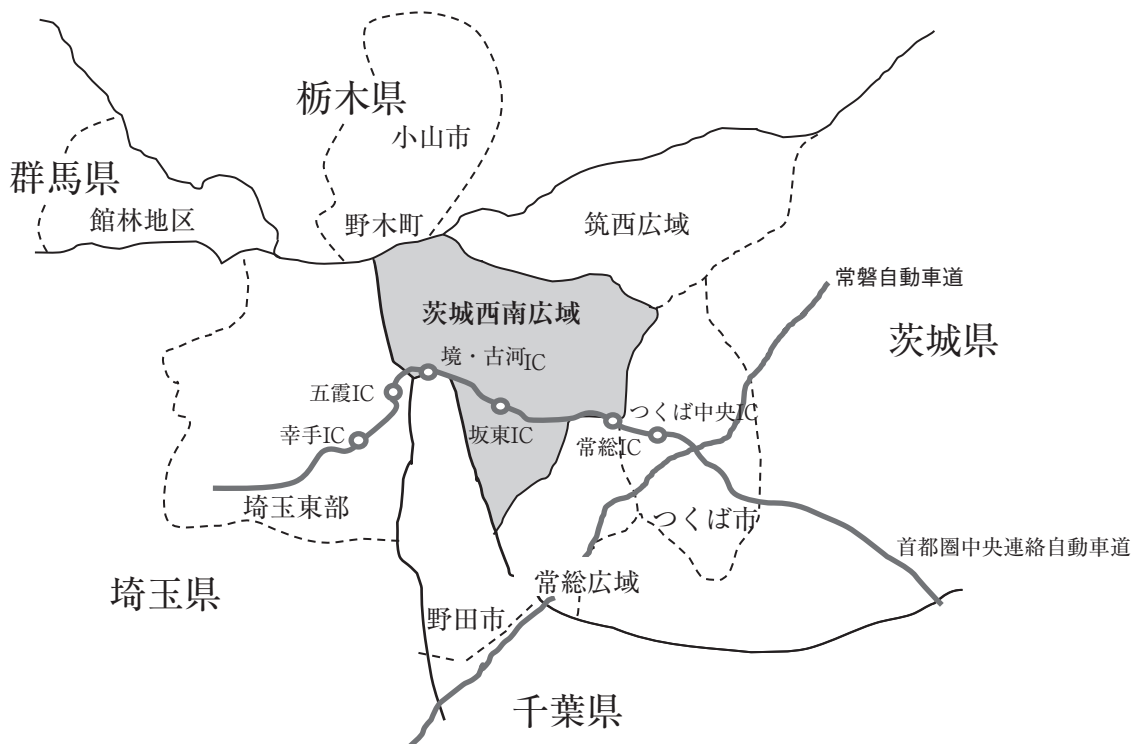 栃木県
小山市
群馬県
館林地区
野木町
筑西広域
常磐自動車道
茨城西南広域
茨城県
境・古河IC
五霞IC
つくば中央IC
坂東IC
幸手IC
常総IC
埼玉東部
つくば市
首都圏中央連絡自動車道
常総広域
埼玉県
野田市
千葉県